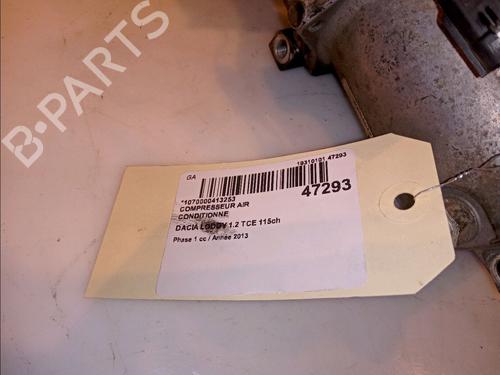 B-PARTS
GA
19310101 47293
47293
*1070000413253
COMPRESSEUR AIR
CONDITIONNE
DACIA LODGY 1.2 TCE 115ch
Phase 1 cc / Année 2013